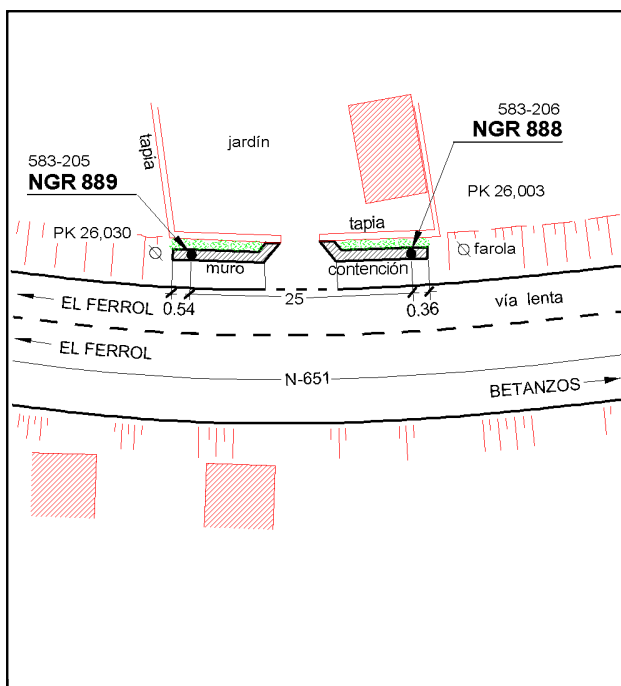 583-206
NGR 888
tapia
jardín
583-205
NGR 889
PK 26,003
tapia
PK 26,030
farola
muro
contención
EL FERROL
0.54
25
0.36
vía lenta
EL FERROL
N-651
BETANZOS